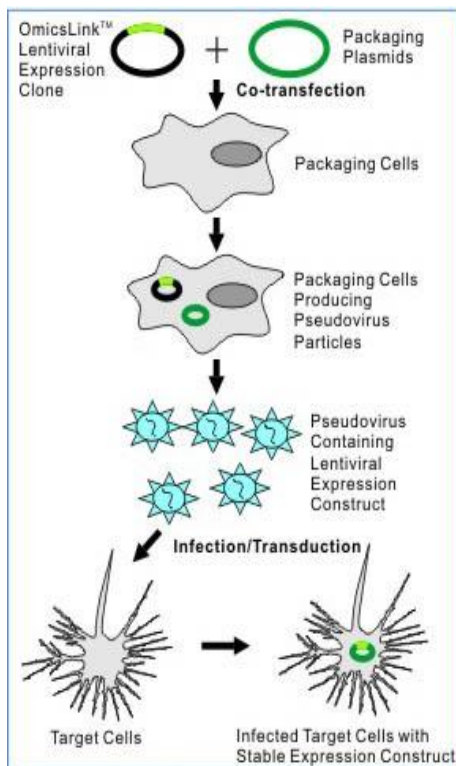 OmicsLink™
Lentiviral
Expression
Clone
+
Packaging
Plasmids
Co-transfection
Packaging Cells
Packaging Cells
Producing
Pseudovirus
Particles
Pseudovirus
Containing
Lentiviral
Expression
Construct
Infection/Transduction
Target Cells
Infected Target Cells with
Stable Expression Construct